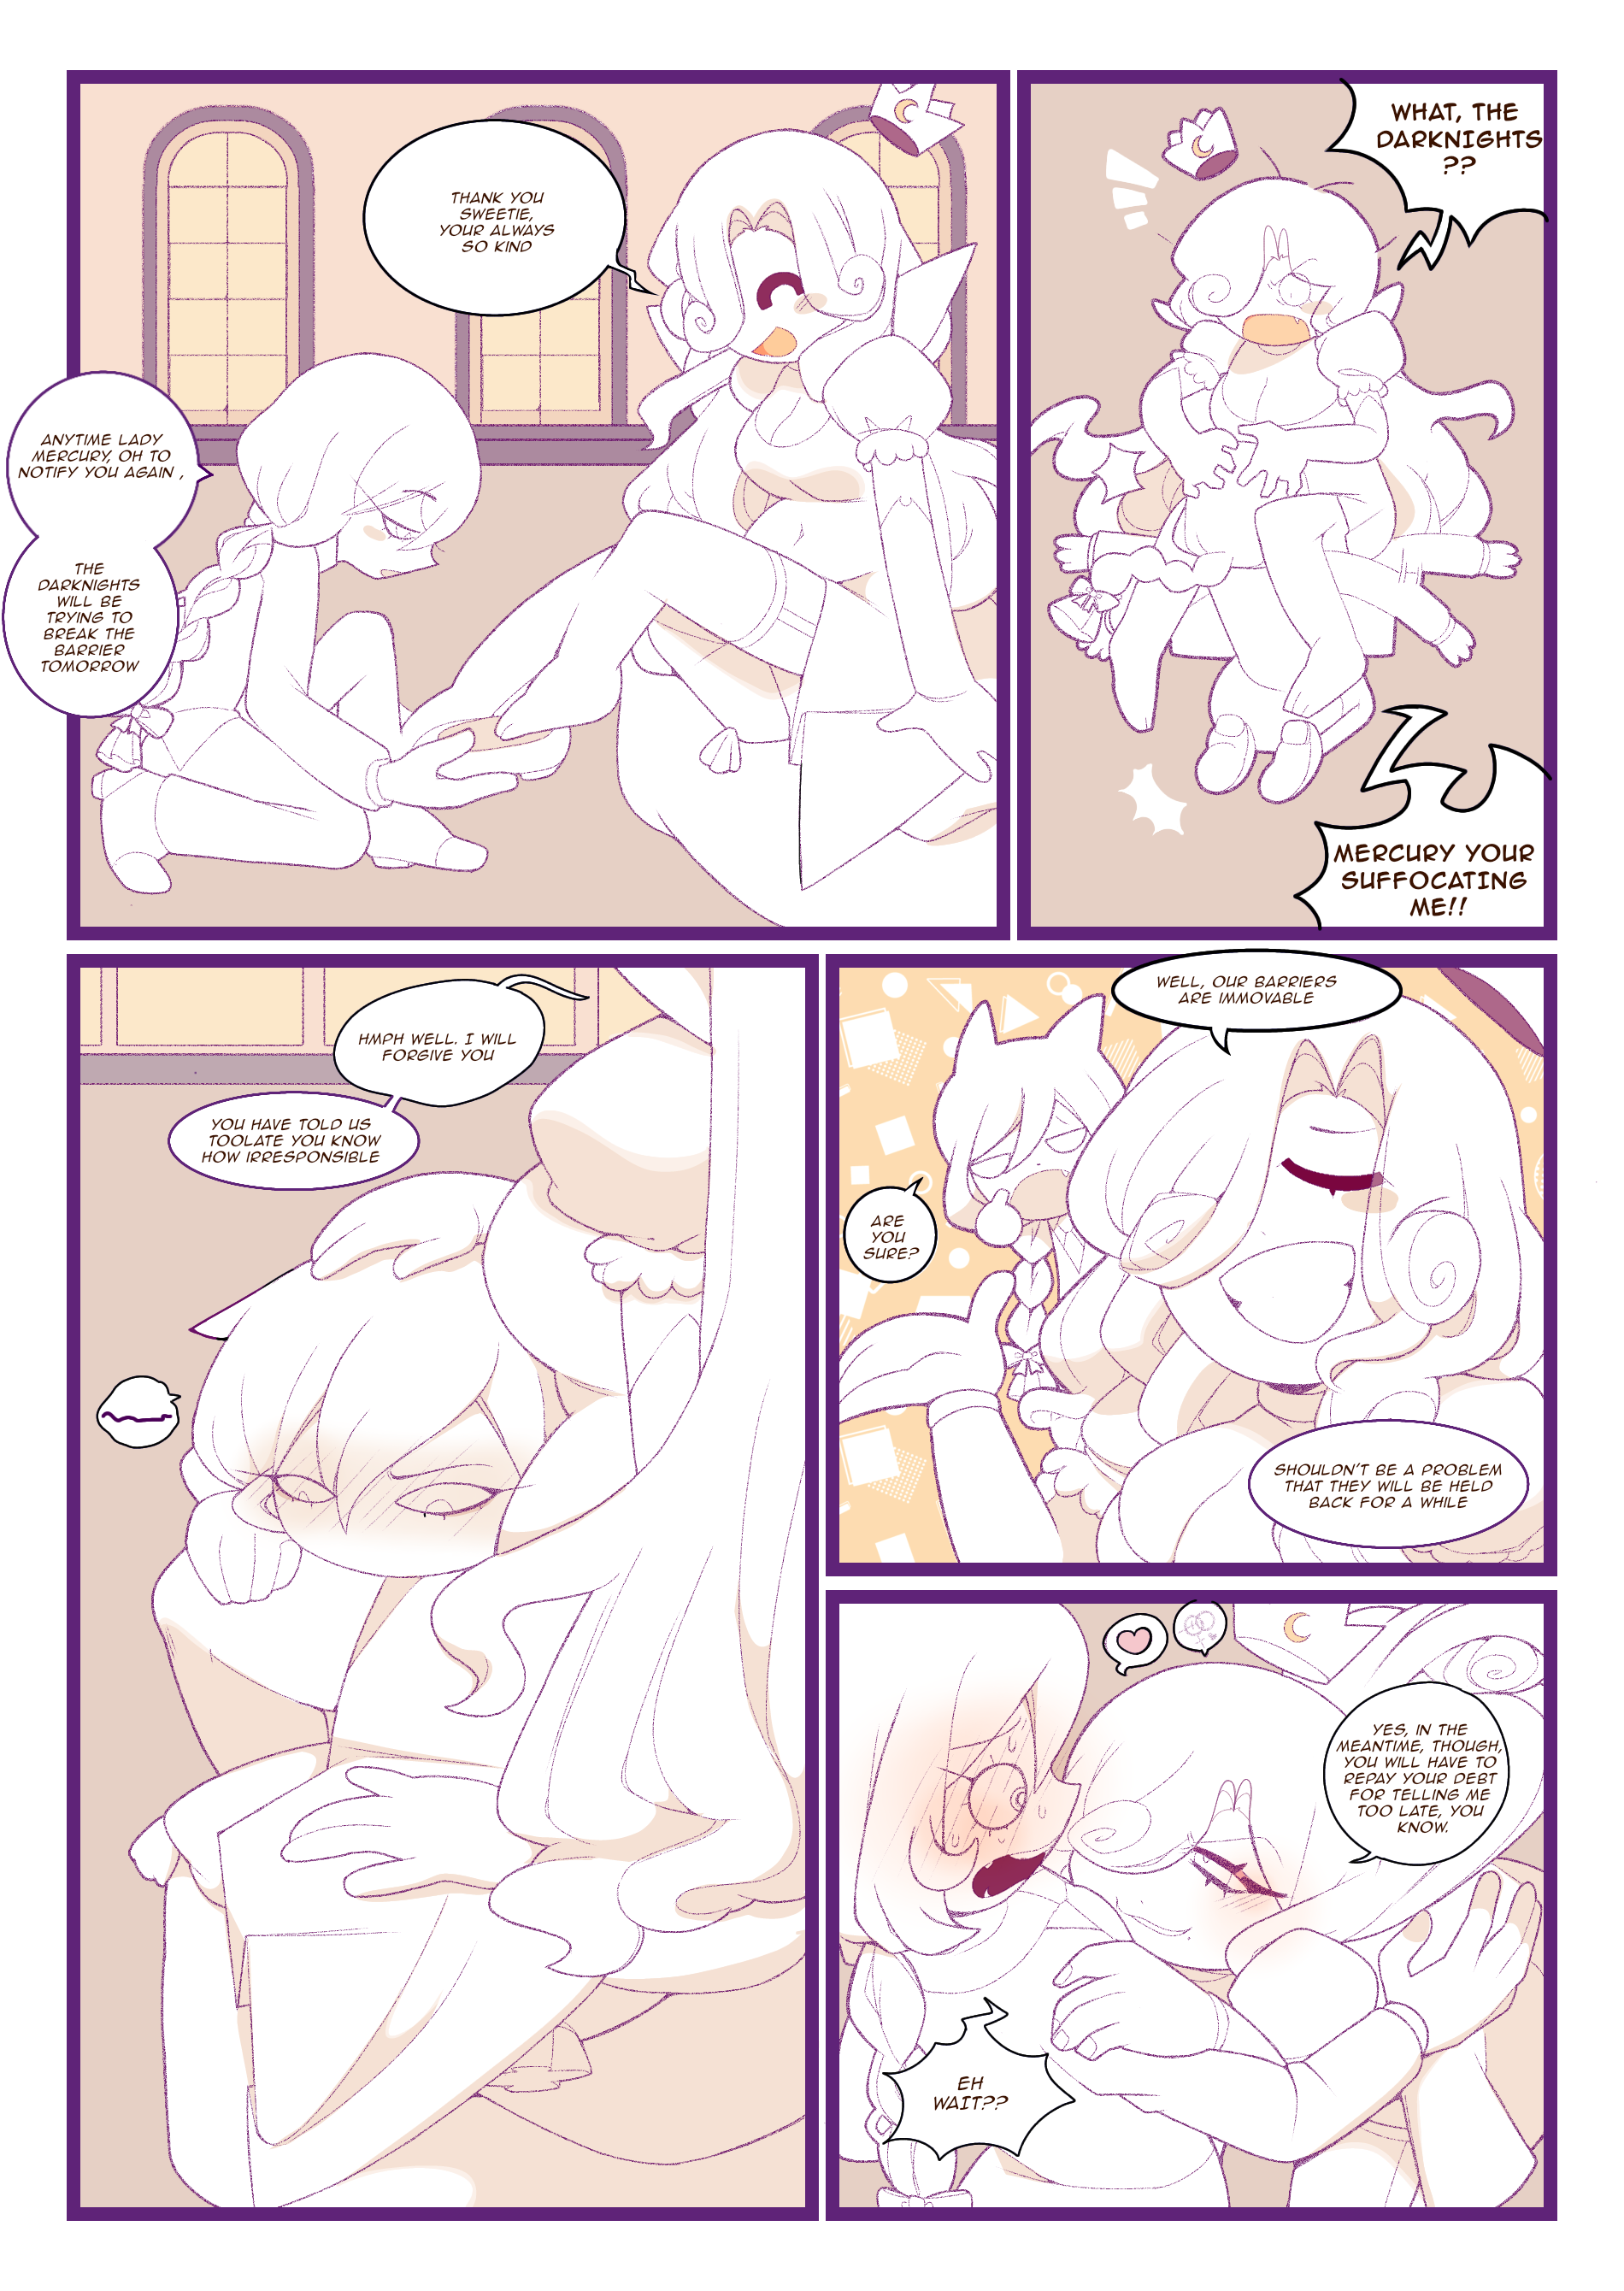 THANK YOU
SWEETIE,
YOUR ALWAYS
SO KIND
ANYTIME LADY
MERCURY, OH TO
NOTIFY YOU AGAIN ,
THE
DARKNIGHTS
WILL BE
TRYING TO
BREAK THE
BARRIER
TOMORROW
WHAT, THE
DARKNIGHTS
??
MERCURY YOUR
SUFFOCATING
ME!!
HMPH WELL. I WILL
FORGIVE YOU
YOU HAVE TOLD US
TOOLATE YOU KNOW
HOW IRRESPONSIBLE
WELL, OUR BARRIERS
ARE IMMOVABLE
ARE
YOU
SURE?
SHOULDN'T BE A PROBLEM
THAT THEY WILL BE HELD
BACK FOR A WHILE
YES, IN THE
MEANTIME, THOUGH,
YOU WILL HAVE TO
REPAY YOUR DEBT
FOR TELLING ME
TOO LATE, YOU
KNOW.
EH
WAIT??